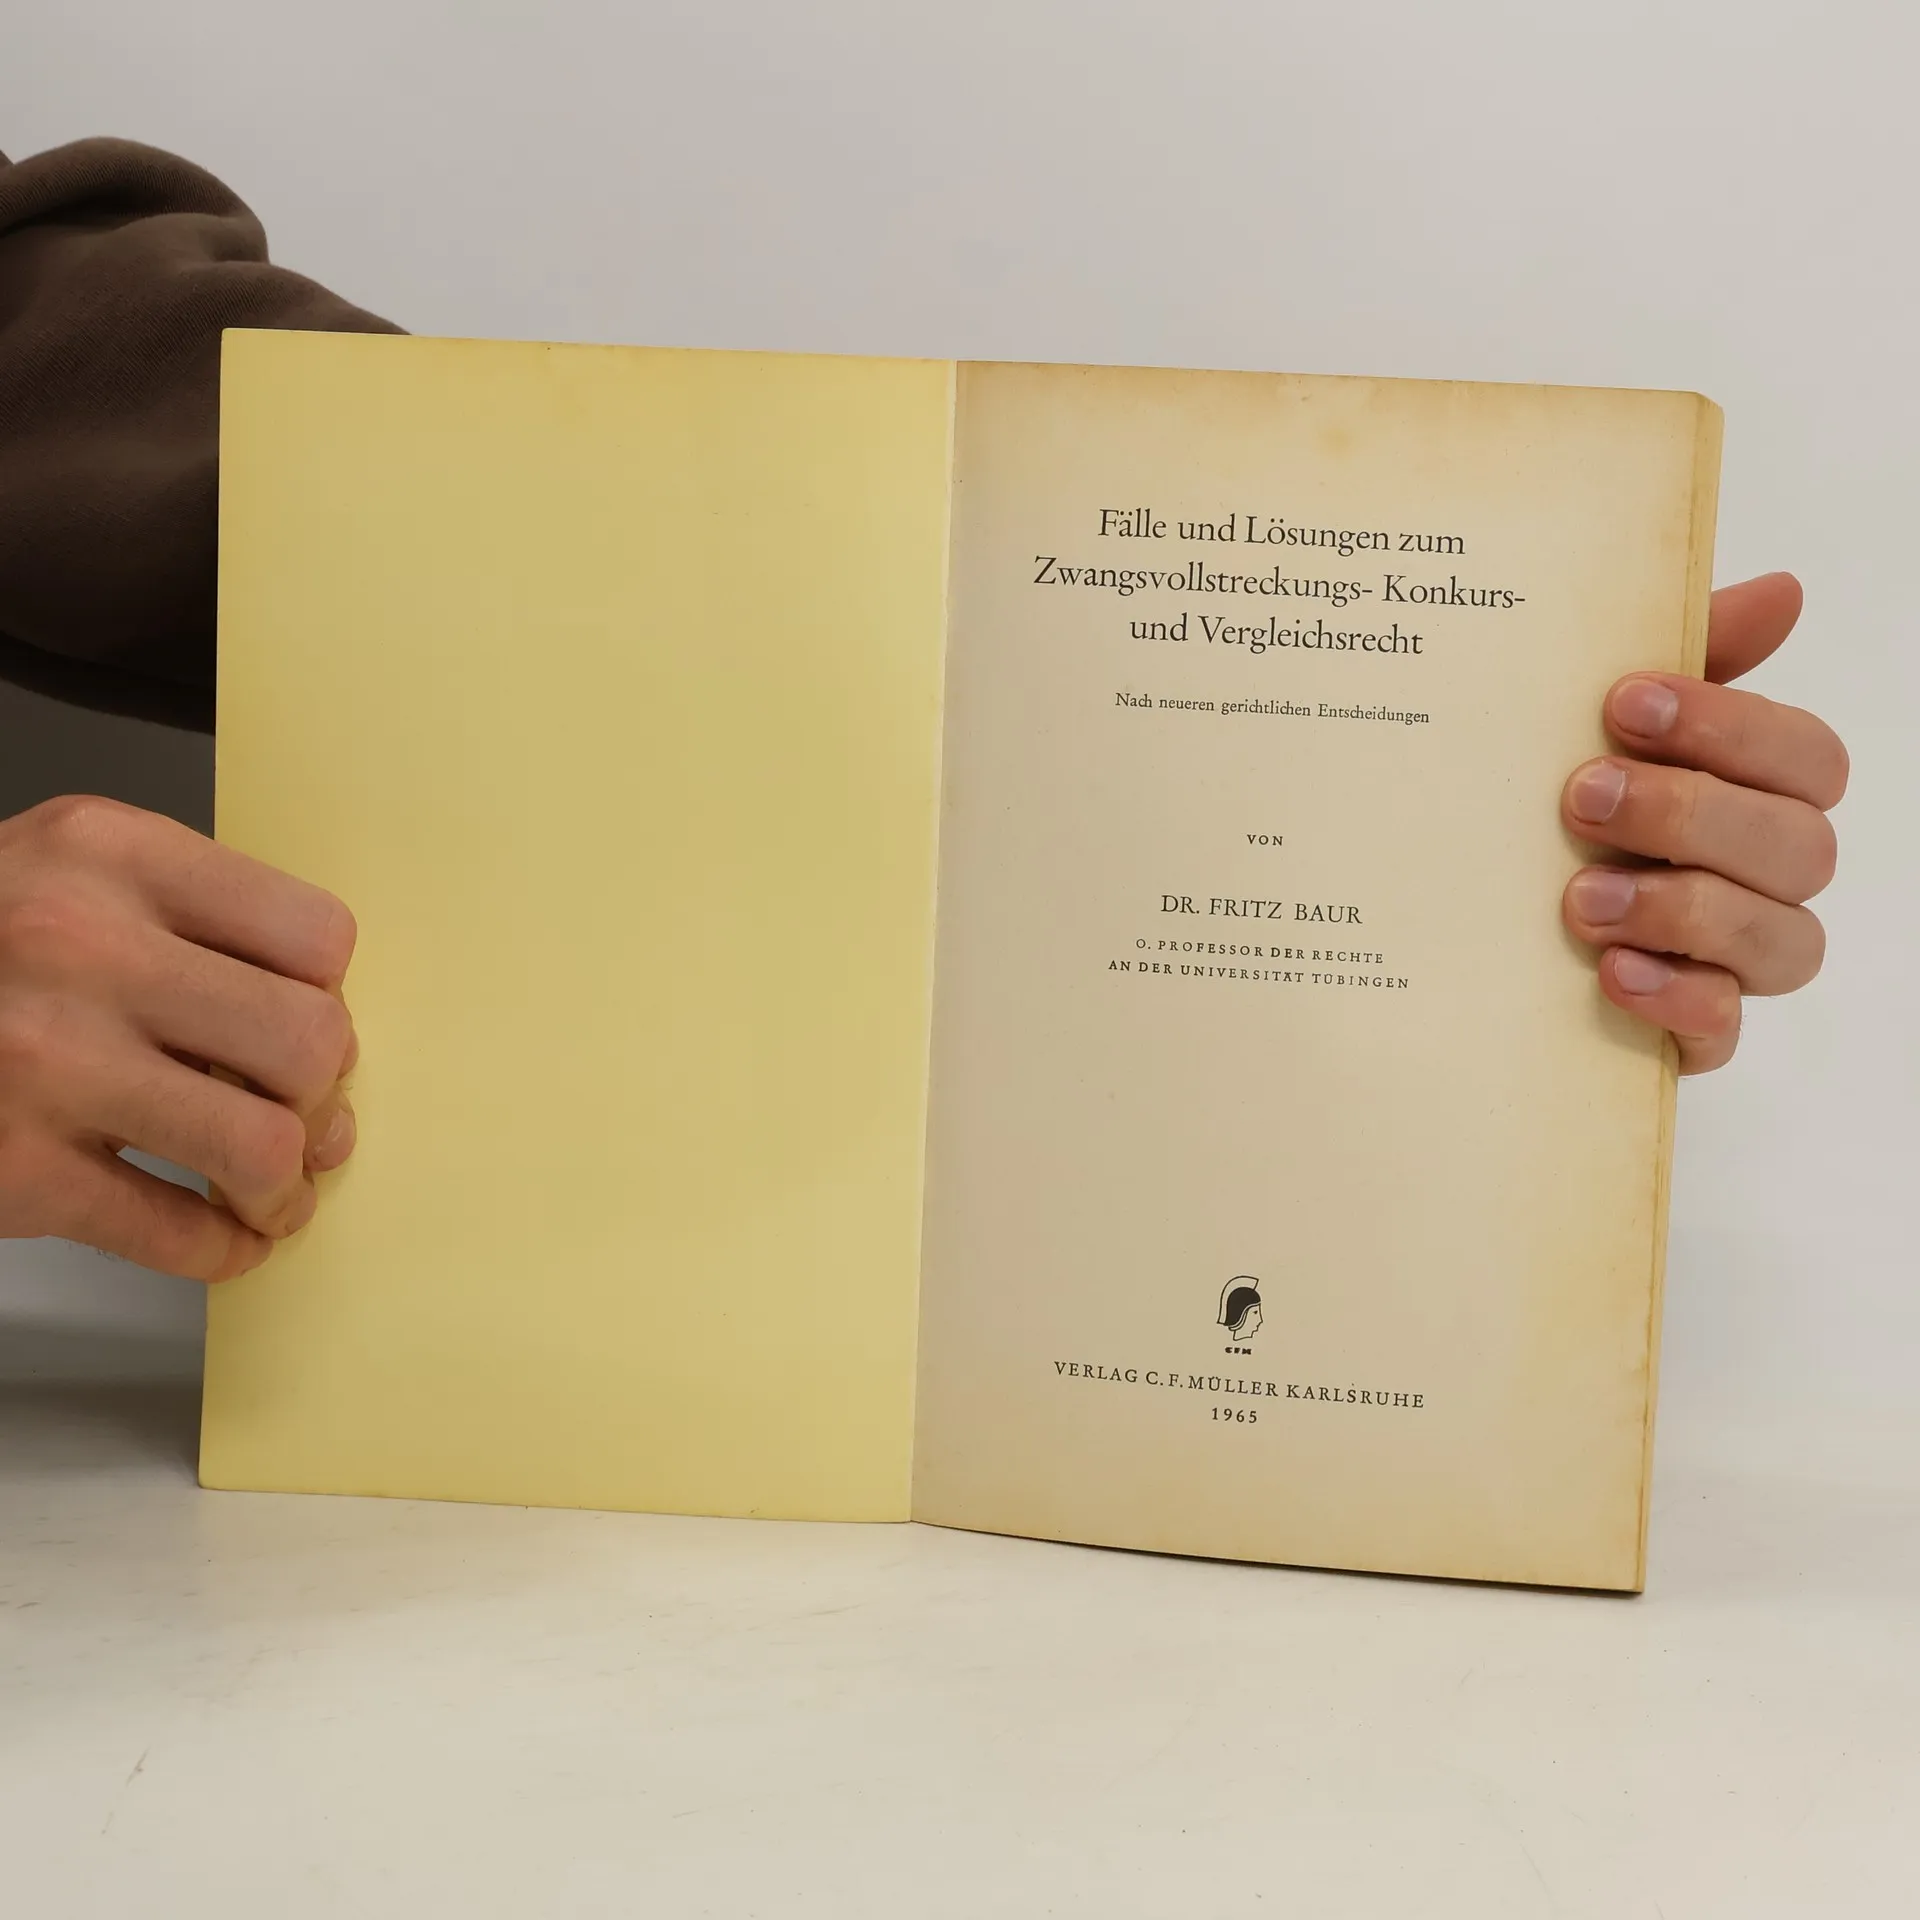 Fälle und Lösungen zum
Zwangsvollstreckungs- Konkurs-
und Vergleichsrecht
Nach neueren gerichtlichen Entscheidungen
VON
DR. FRITZ BAUR
O. PROFESSOR DER RECHTE
AN DER UNIVERSITÄT TÜBINGEN
CFM
VERLAG C. F. MÜLLER KARLSRUHE
1965